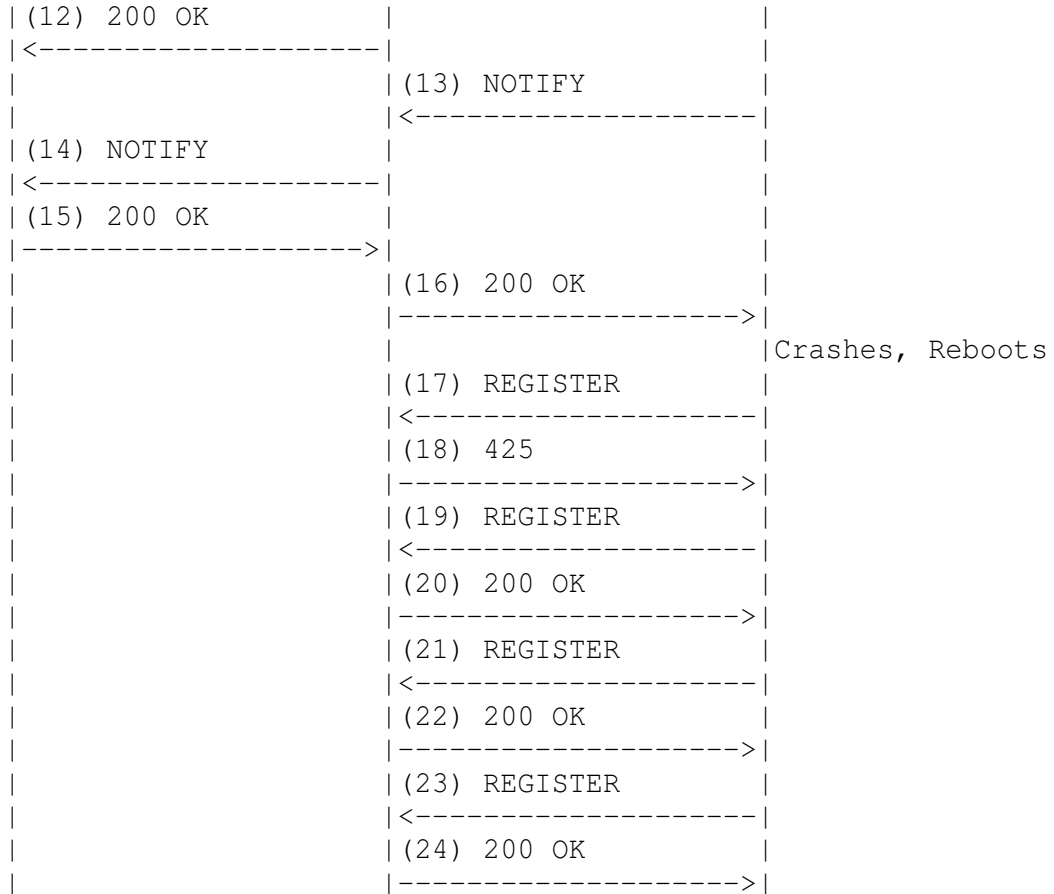 (12) 200 OK
(13) NOTIFY
(14) NOTIFY
(15) 200 OK
(16) 200 OK
Crashes, Reboots
(17) REGISTER
(18) 425
(19) REGISTER
(20) 200 OK
(21) REGISTER
(22) 200 OK
(23) REGISTER
(24) 200 OK